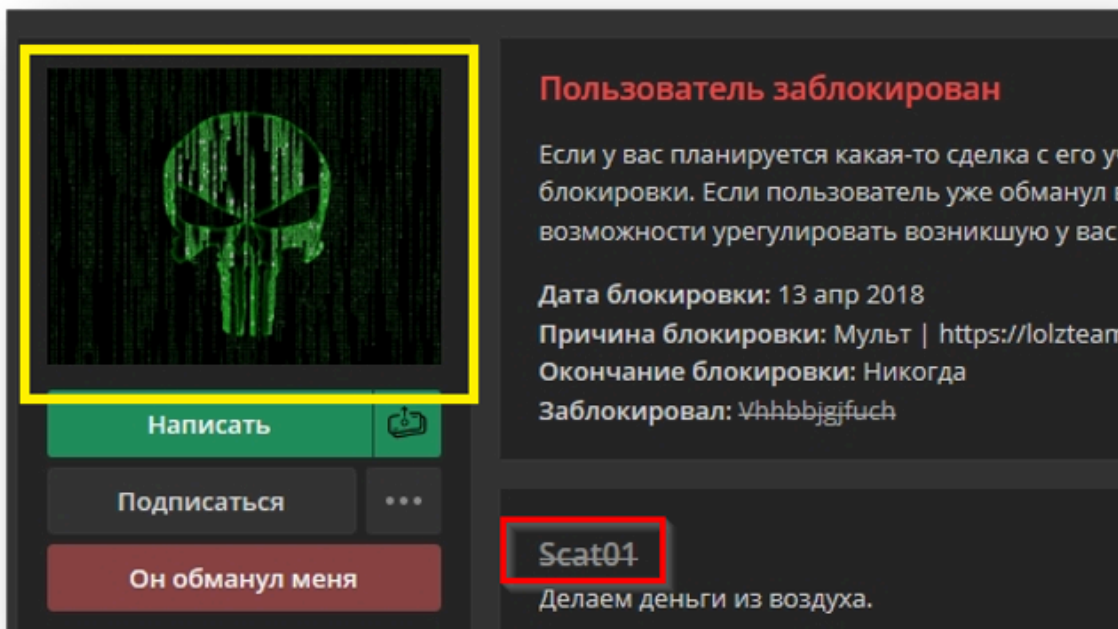 Написать
Подписаться
Он обманул меня
Пользователь заблокирован
Если у вас планируется какая-то сделка с его
блокировки. Если пользователь уже обманул
возможности урегулировать возникшую у вас
Дата блокировки: 13 апр 2018
Причина блокировки: Мульт | https://lolzteam
Окончание блокировки: Никогда
Заблокировал: Vhhbbjgjfuch
Scat01
Делаем деньги из воздуха.